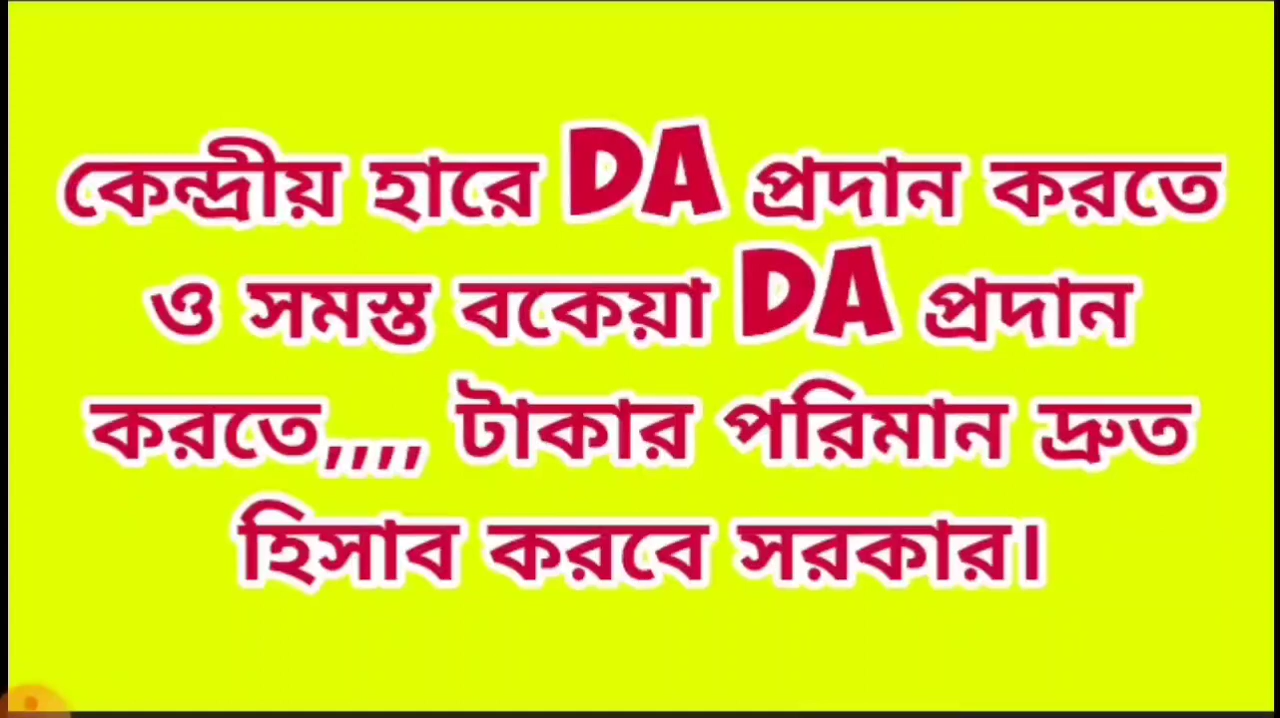 কেন্দ্রীয় হারে DA প্রদান করতে
ও সমস্ত বকেয়া DA প্রদান
করতে,,,, টাকার পরিমান দ্রুত
হিসাব করবে সরকার।